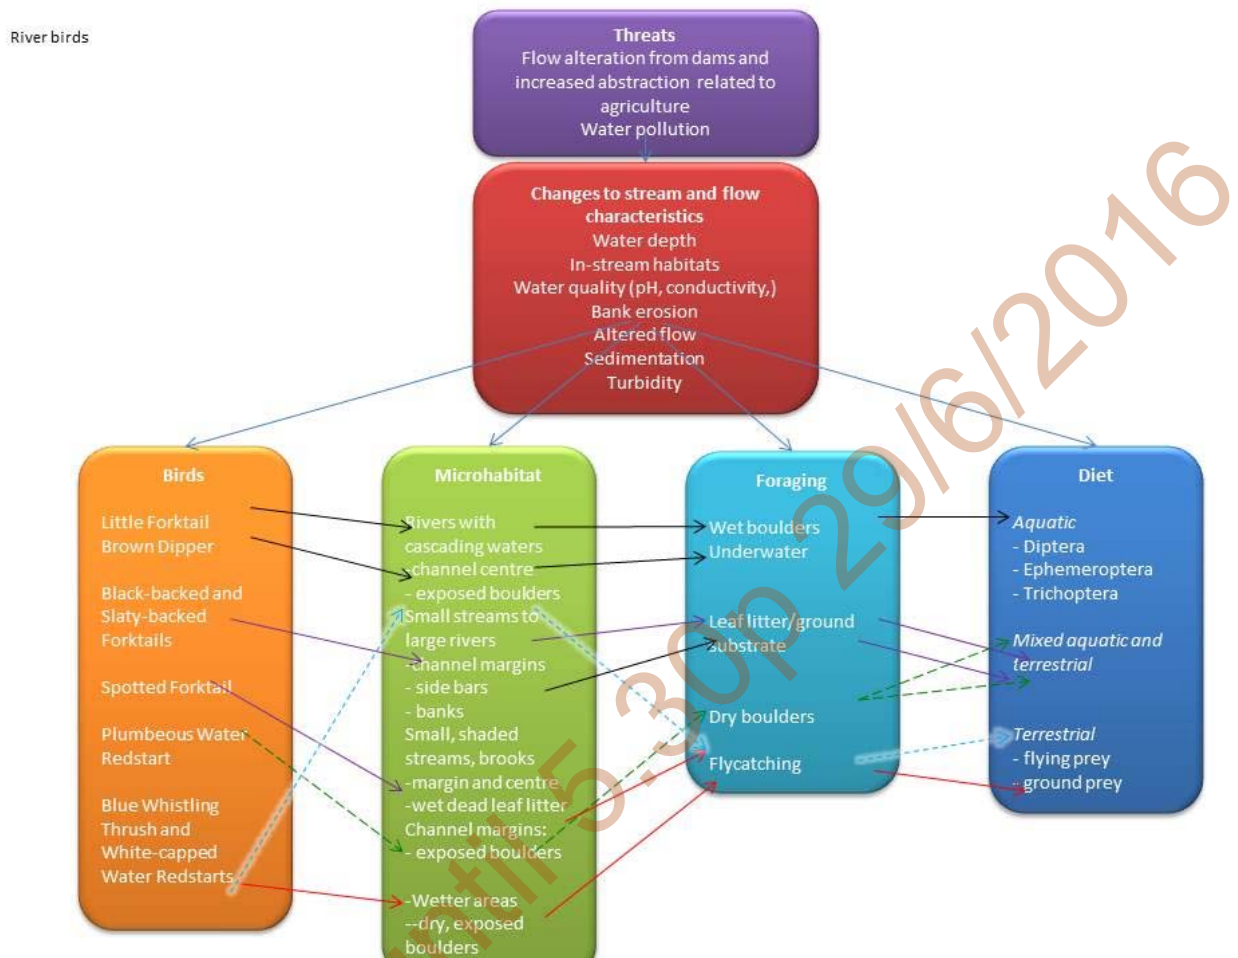 River birds
Threats
Flow alteration from dams and
increased abstraction related to
agriculture
Water pollution
Changes to stream and flow
characteristics
Water depth
In-stream habitats
Water quality (pH, conductivity,)
Bank erosion
Altered flow
Sedimentation
Turbidity
Birds
Little Forktail
Brown Dipper
Black-backed and
Slaty-backed
Forktails
Spotted Forktail
Plumbeous Water
Redstart
Blue Whistling
Thrush and
White-capped
Water Redstarts
Microhabitat
Rivers with
cascading waters
-channel centre
- exposed boulders
Small streams to
large rivers
-channel margins
- side bars
- banks
Small, shaded
streams, brooks
-margin and centre
-wet dead leaf litter
Channel margins:
- exposed boulders
-Wetter areas
--dry, exposed
boulders
Foraging
Wet boulders
Underwater
Leaf litter/ground
substrate
Dry boulders
Flycatching
Diet
Aquatic
- Diptera
- Ephemeroptera
- Trichoptera
Mixed aquatic and
terrestrial
Terrestrial
- flying prey
- ground prey
until 5.30p 29/6/2016